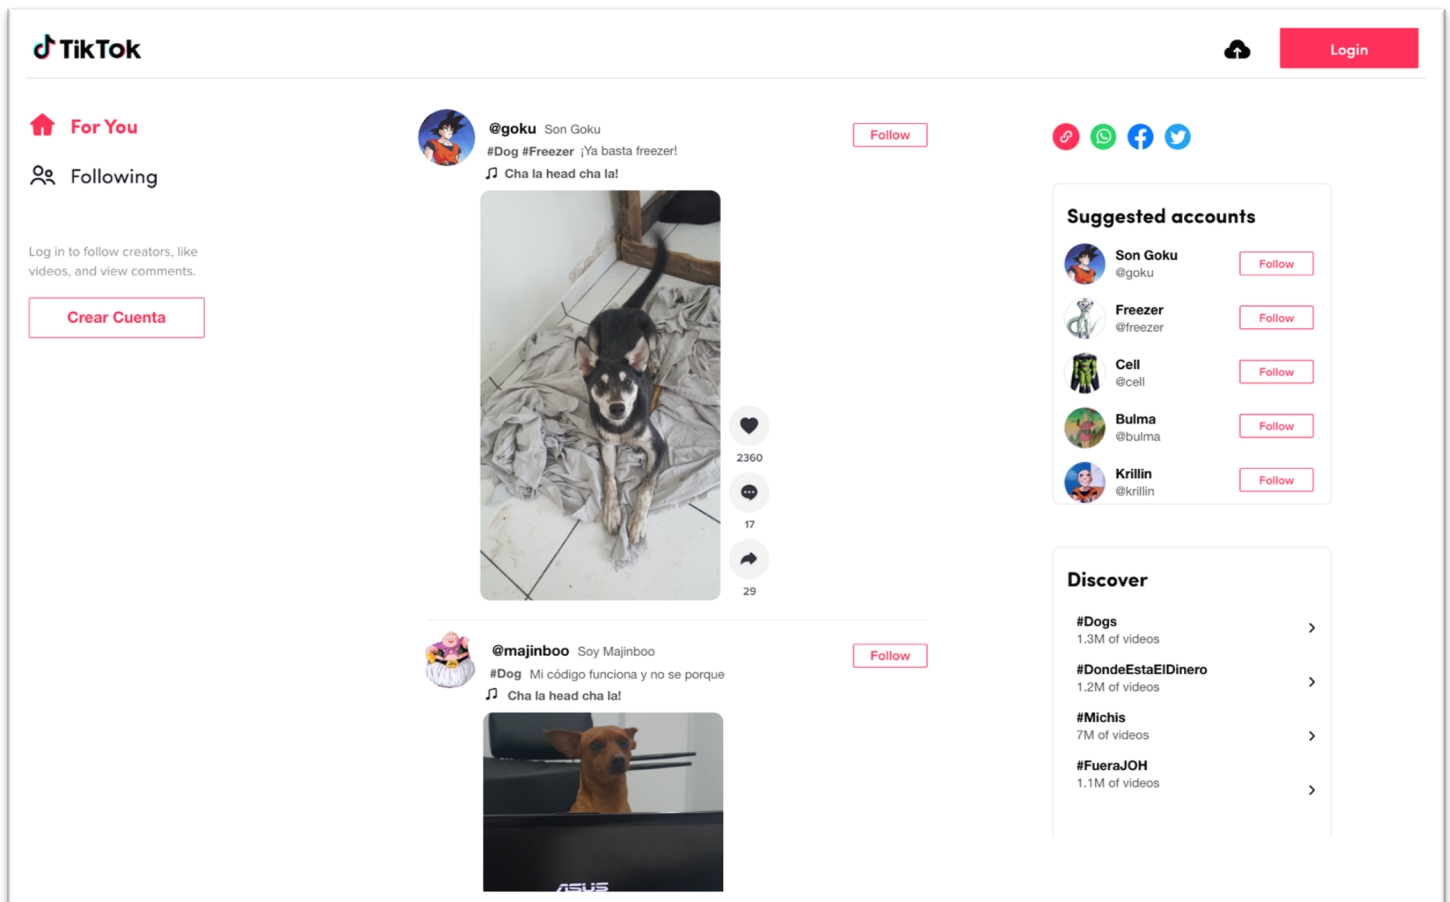 TikTok
Login
For You
Following
Log in to follow creators, like
videos, and view comments.
Crear Cuenta
@goku Son Goku
#Dog #Freezer ¡Ya basta freezer!
Cha la head cha la!
Follow
2360
17
29
@majinboo Soy Majinboo
#Dog Mi código funciona y no se porque
Cha la head cha la!
Follow
ASUS
Suggested accounts
Son Goku
@goku
Follow
Freezer
@freezer
Follow
Cell
@cell
Follow
Bulma
@bulma
Follow
Krillin
@krillin
Follow
Discover
#Dogs
1.3M of videos
#DondeEstaElDinero
1.2M of videos
#Michis
7M of videos
#FueraJOH
1.1M of videos